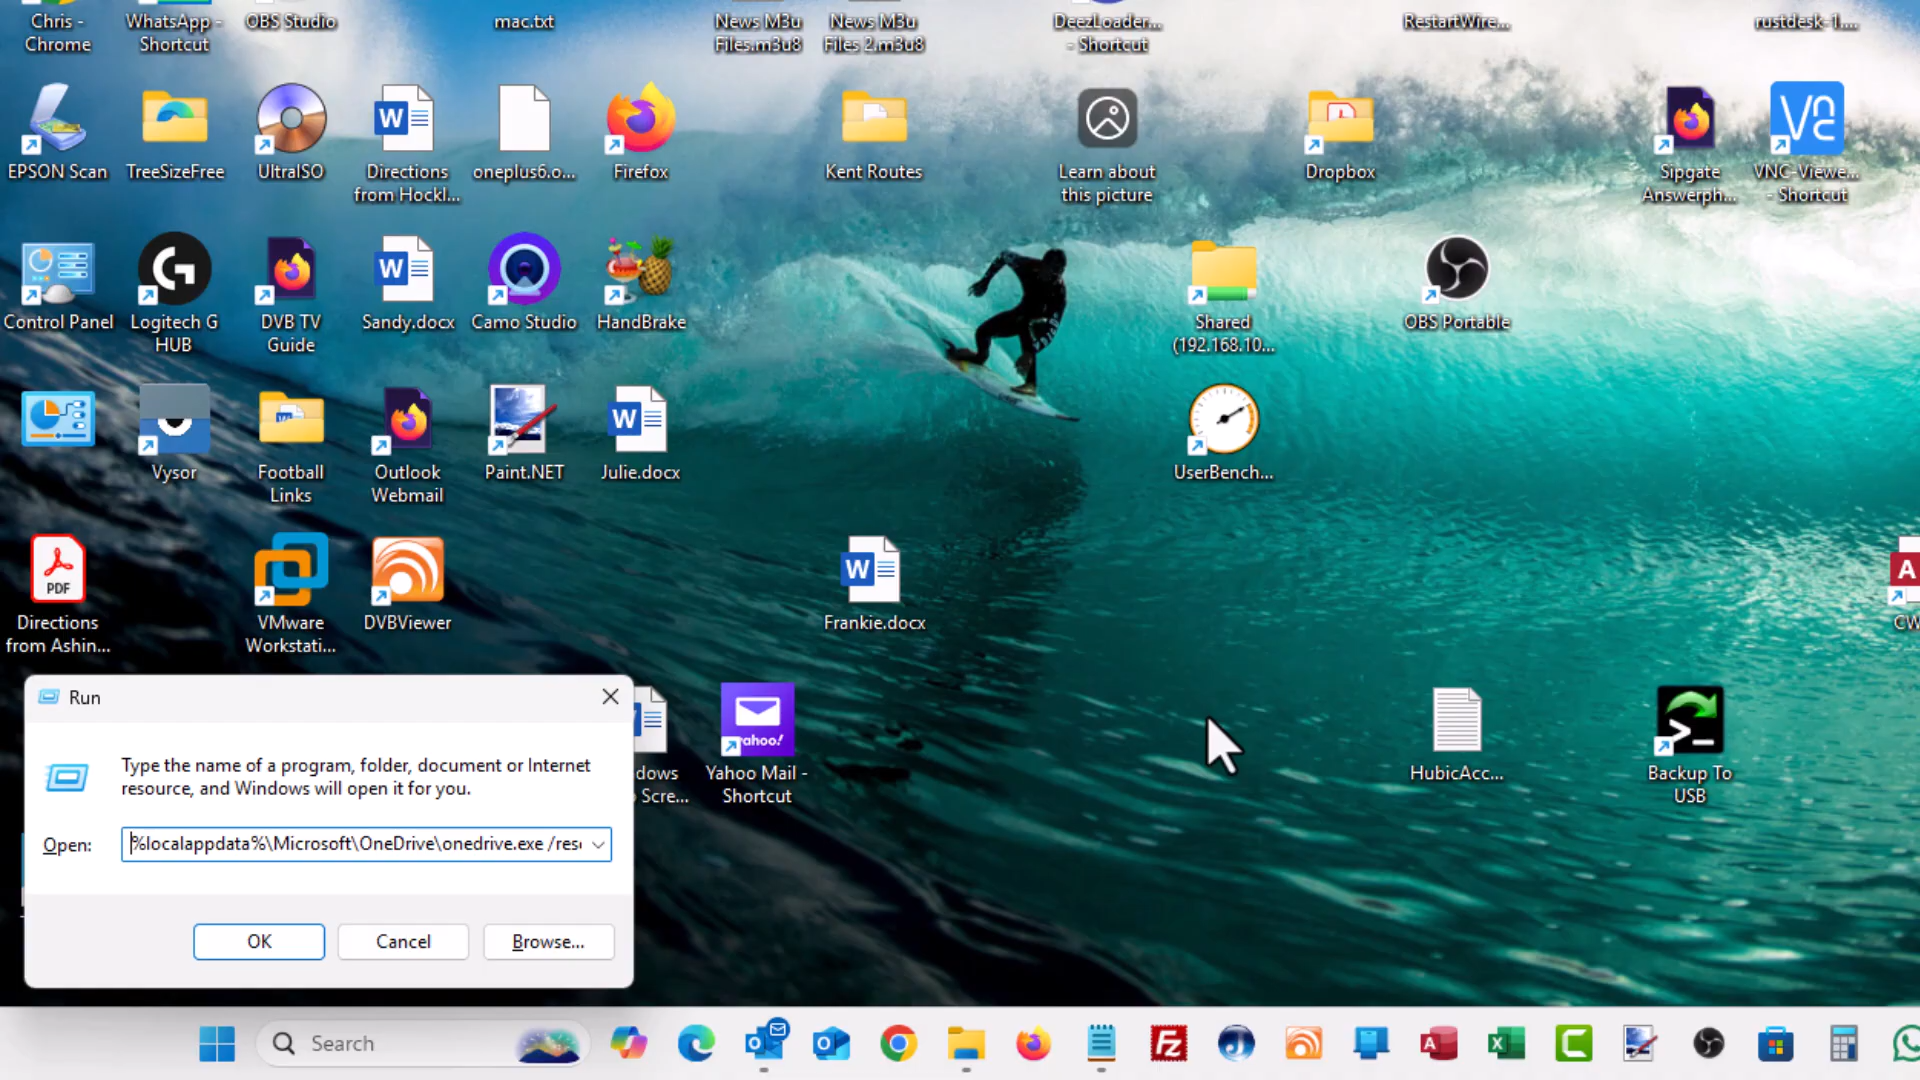 Chris -
Chrome
WhatsApp -
Shortcut
OBS Studio
mac.txt
News M3u
Files.m3u8
News M3u
Files 2.m3u8
DeezLoader...
- Shortcut
RestartWire...
rustdesk-1....
EPSON Scan
TreeSizeFree
UltraISO
Directions
from Hockl...
oneplus6.o...
Firefox
Kent Routes
Learn about
this picture
Dropbox
Sipgate
Answerph...
VNC-Viewe...
- Shortcut
Control Panel
Logitech G
HUB
DVB TV
Guide
Sandy.docx
Camo Studio
HandBrake
Shared
(192.168.10...
OBS Portable
Vysor
Football
Links
Outlook
Webmail
Paint.NET
Julie.docx
UserBench...
PDF
Directions
from Ashin...
VMware
Workstati...
DVBViewer
Frankie.docx
CW
Run
Type the name of a program, folder, document or Internet
resource, and Windows will open it for you.
Open:
%localappdata%\Microsoft\OneDrive\onedrive.exe /res
OK
Cancel
Browse...
dows
Scre...
yahoo!
Yahoo Mail -
Shortcut
HubicAcc...
Backup To
USB
Search